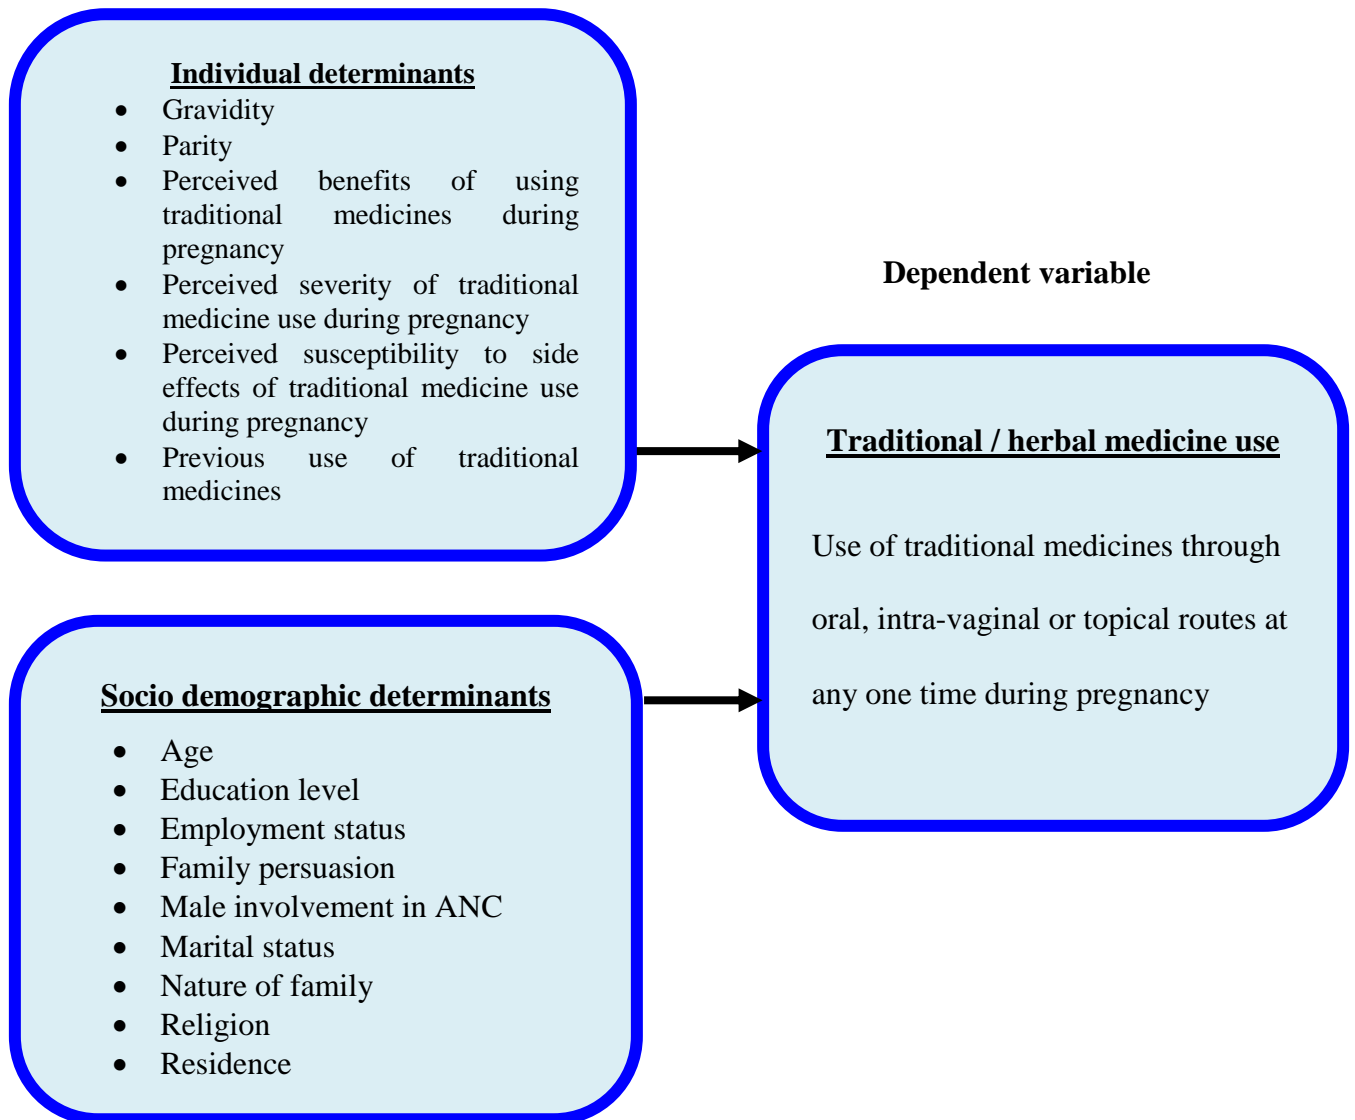 Individual determinants
• Gravidity
• Parity
• Perceived benefits of using
traditional medicines during
pregnancy
• Perceived severity of traditional
medicine use during pregnancy
• Perceived susceptibility to side
effects of traditional medicine use
during pregnancy
• Previous use of traditional
medicines
Socio demographic determinants
• Age
• Education level
• Employment status
• Family persuasion
• Male involvement in ANC
• Marital status
• Nature of family
• Religion
• Residence
Dependent variable
Traditional / herbal medicine use
Use of traditional medicines through
oral, intra-vaginal or topical routes at
any one time during pregnancy